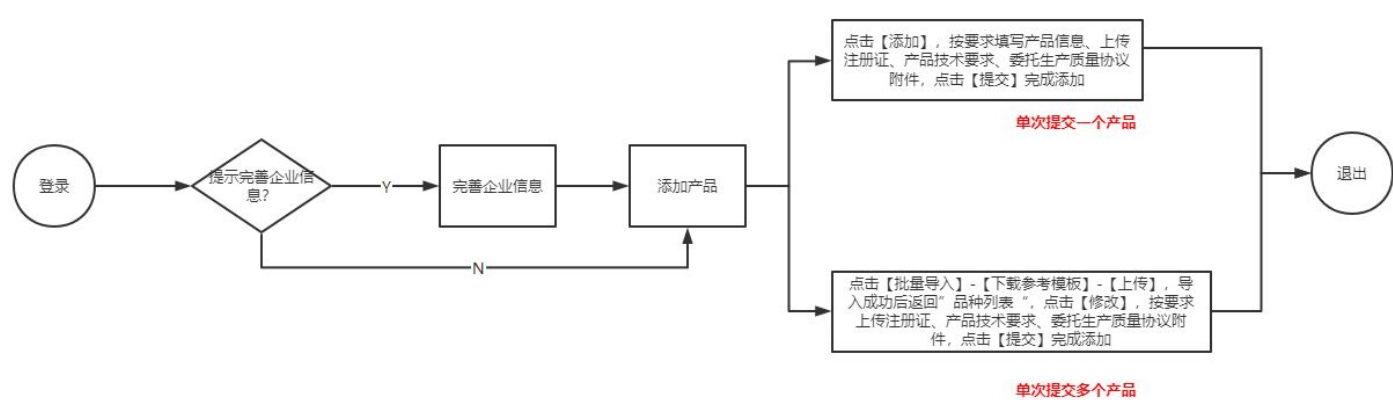 登录
提示完善企业信
息?
Y
完善企业信息
添加产品
N
点击【添加】，按要求填写产品信息、上传
注册证、产品技术要求、委托生产质量协议
附件，点击【提交】完成添加
单次提交一个产品
点击【批量导入】-【下载参考模板】-【上传】，导
入成功后返回”品种列表“，点击【修改】，按要求
上传注册证、产品技术要求、委托生产质量协议附
件，点击【提交】完成添加
单次提交多个产品
退出